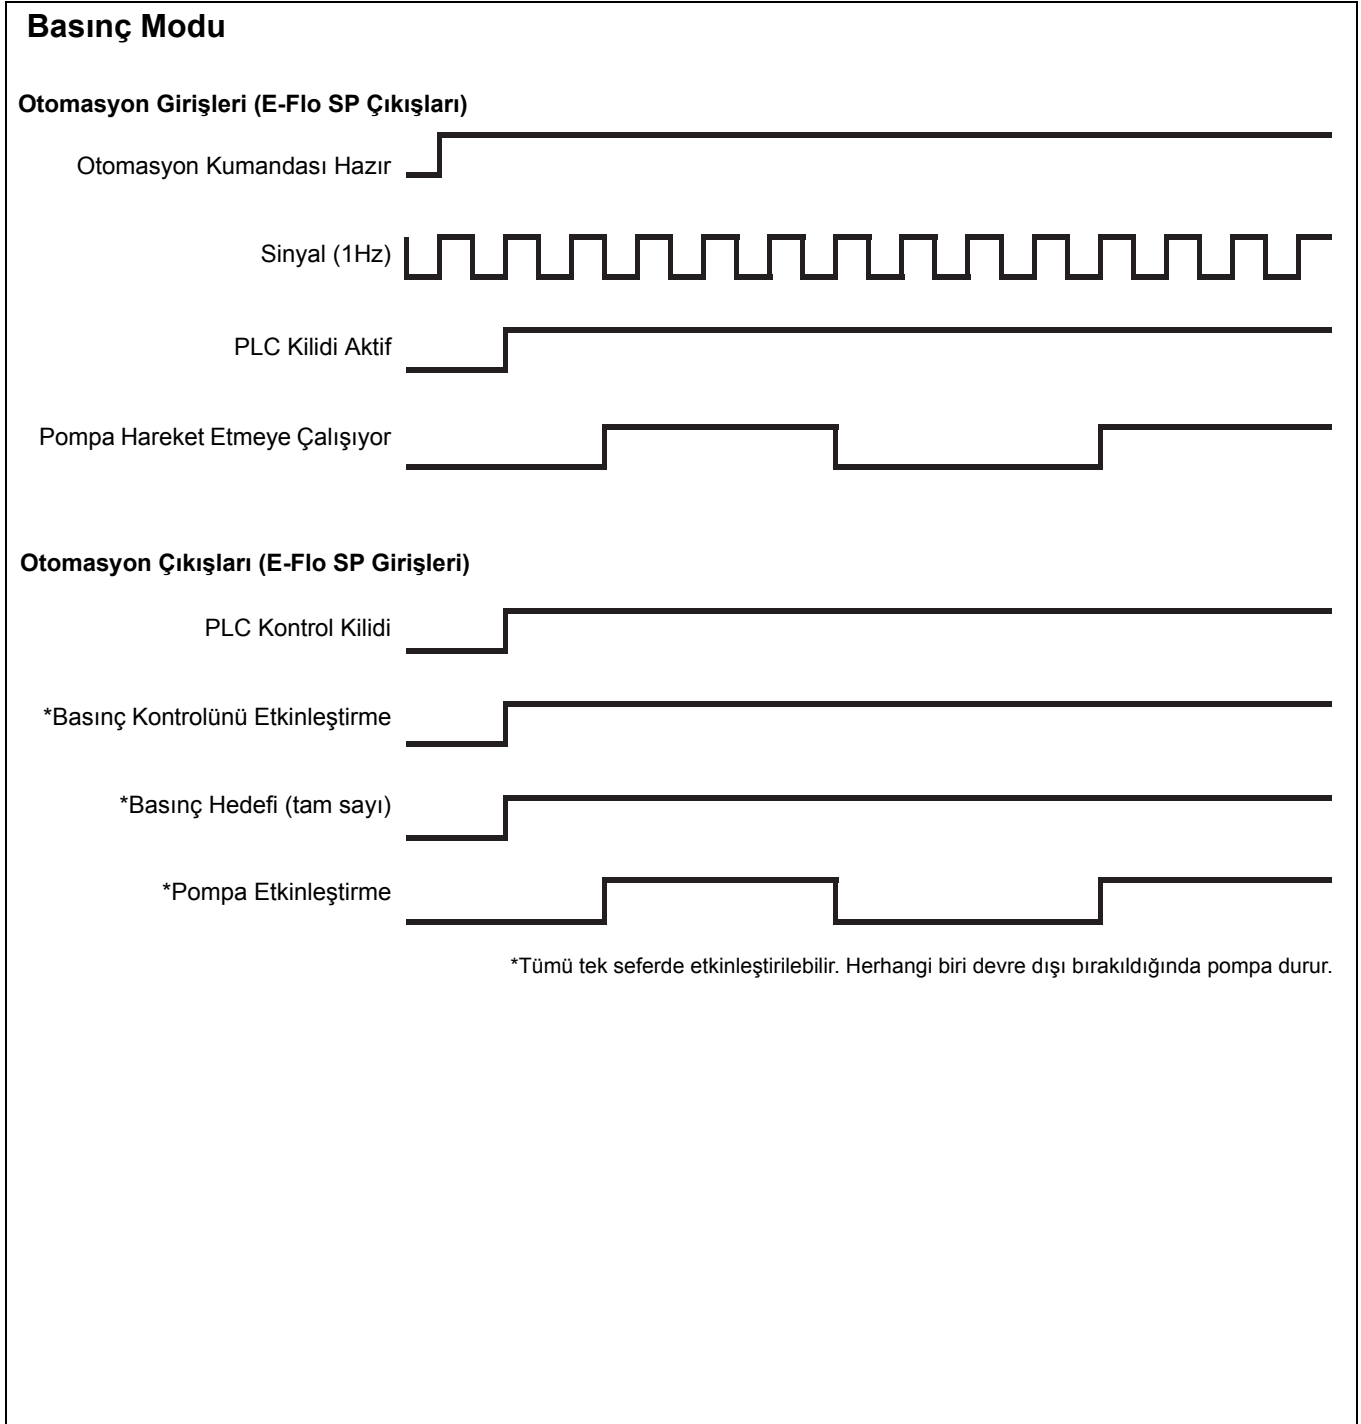 Basınç Modu
Otomasyon Girişleri (E-Flo SP Çıkışları)
Otomasyon Kumandası Hazır
Sinyal (1Hz)
PLC Kilidi Aktif
Pompa Hareket Etmeye Çalışıyor
Otomasyon Çıkışları (E-Flo SP Girişleri)
PLC Kontrol Kilidi
*Basınç Kontrolünü Etkinleştirme
*Basınç Hedefi (tam sayı)
*Pompa Etkinleştirme
*Tümü tek seferde etkinleştirilebilir. Herhangi biri devre dışı bırakıldığında pompa durur.